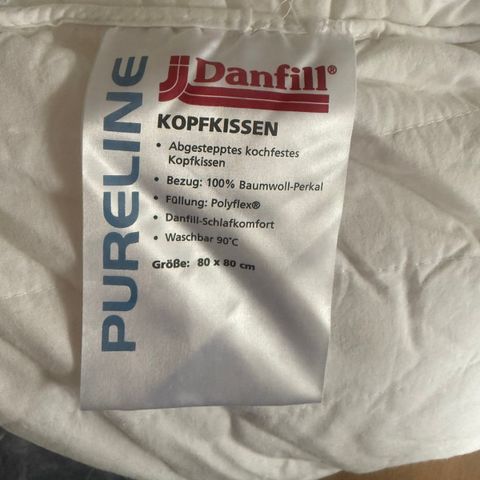 PURELINE
Danfill®
KOPFKISSEN
• Abgestepptes kochfestes
Kopfkissen
• Bezug: 100% Baumwoll-Perkal
• Füllung: Polyflex®
• Danfill-Schlafkomfort
• Waschbar 90°C
Größe: 80 x 80 cm